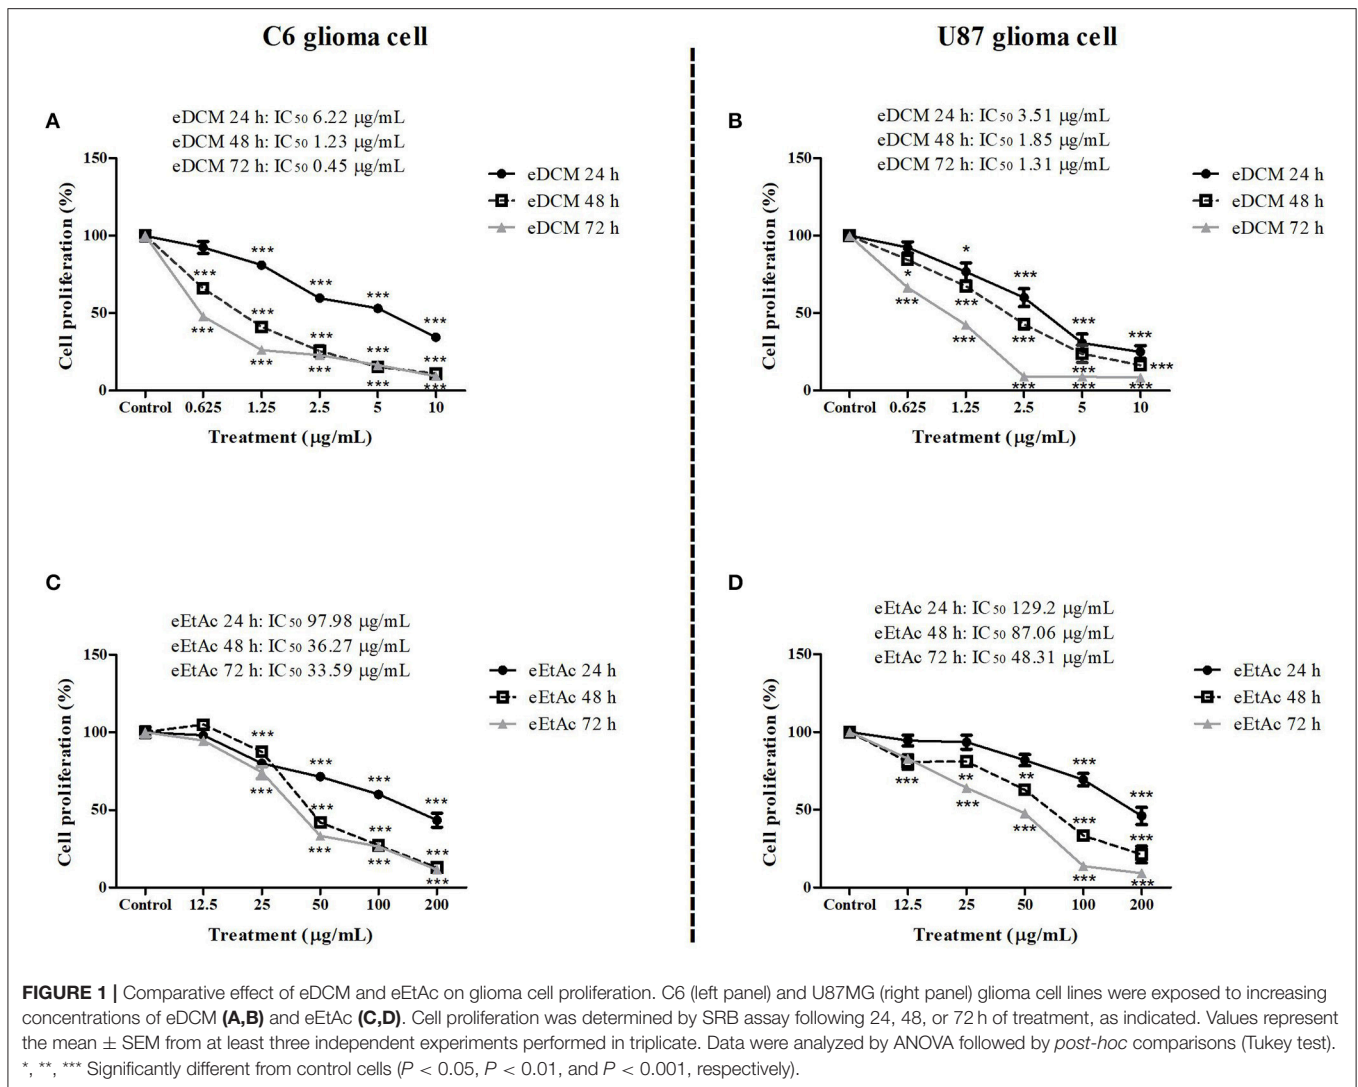 C6 glioma cell
U87 glioma cell
A
eDCM 24 h: IC50 6.22 µg/mL
eDCM 48 h: IC50 1.23 µg/mL
eDCM 72 h: IC50 0.45 µg/mL
150
100
50
0
Cell proliferation (%)
eDCM 24 h
eDCM 48 h
eDCM 72 h
***
***
***
***
***
***
***
***
***
***
***
***
***
***
Control 0.625 1.25 2.5 5 10
Treatment (µg/mL)
B
eDCM 24 h: IC50 3.51 µg/mL
eDCM 48 h: IC50 1.85 µg/mL
eDCM 72 h: IC50 1.31 µg/mL
150
100
50
0
Cell proliferation (%)
eDCM 24 h
eDCM 48 h
eDCM 72 h
*
***
*
***
***
***
***
***
***
***
***
***
***
***
Control 0.625 1.25 2.5 5 10
Treatment (µg/mL)
C
eEtAc 24 h: IC50 97.98 µg/mL
eEtAc 48 h: IC50 36.27 µg/mL
eEtAc 72 h: IC50 33.59 µg/mL
150
100
50
0
Cell proliferation (%)
eEtAc 24 h
eEtAc 48 h
eEtAc 72 h
***
***
***
***
***
***
***
***
***
***
***
Control 12.5 25 50 100 200
Treatment (µg/mL)
D
eEtAc 24 h: IC50 129.2 µg/mL
eEtAc 48 h: IC50 87.06 µg/mL
eEtAc 72 h: IC50 48.31 µg/mL
150
100
50
0
Cell proliferation (%)
eEtAc 24 h
eEtAc 48 h
eEtAc 72 h
***
**
**
***
***
***
***
***
***
***
***
Control 12.5 25 50 100 200
Treatment (µg/mL)
FIGURE 1 | Comparative effect of eDCM and eEtAc on glioma cell proliferation. C6 (left panel) and U87MG (right panel) glioma cell lines were exposed to increasing
concentrations of eDCM (A,B) and eEtAc (C,D). Cell proliferation was determined by SRB assay following 24, 48, or 72 h of treatment, as indicated. Values represent
the mean ± SEM from at least three independent experiments performed in triplicate. Data were analyzed by ANOVA followed by post-hoc comparisons (Tukey test).
*, **, *** Significantly different from control cells (P < 0.05, P < 0.01, and P < 0.001, respectively).